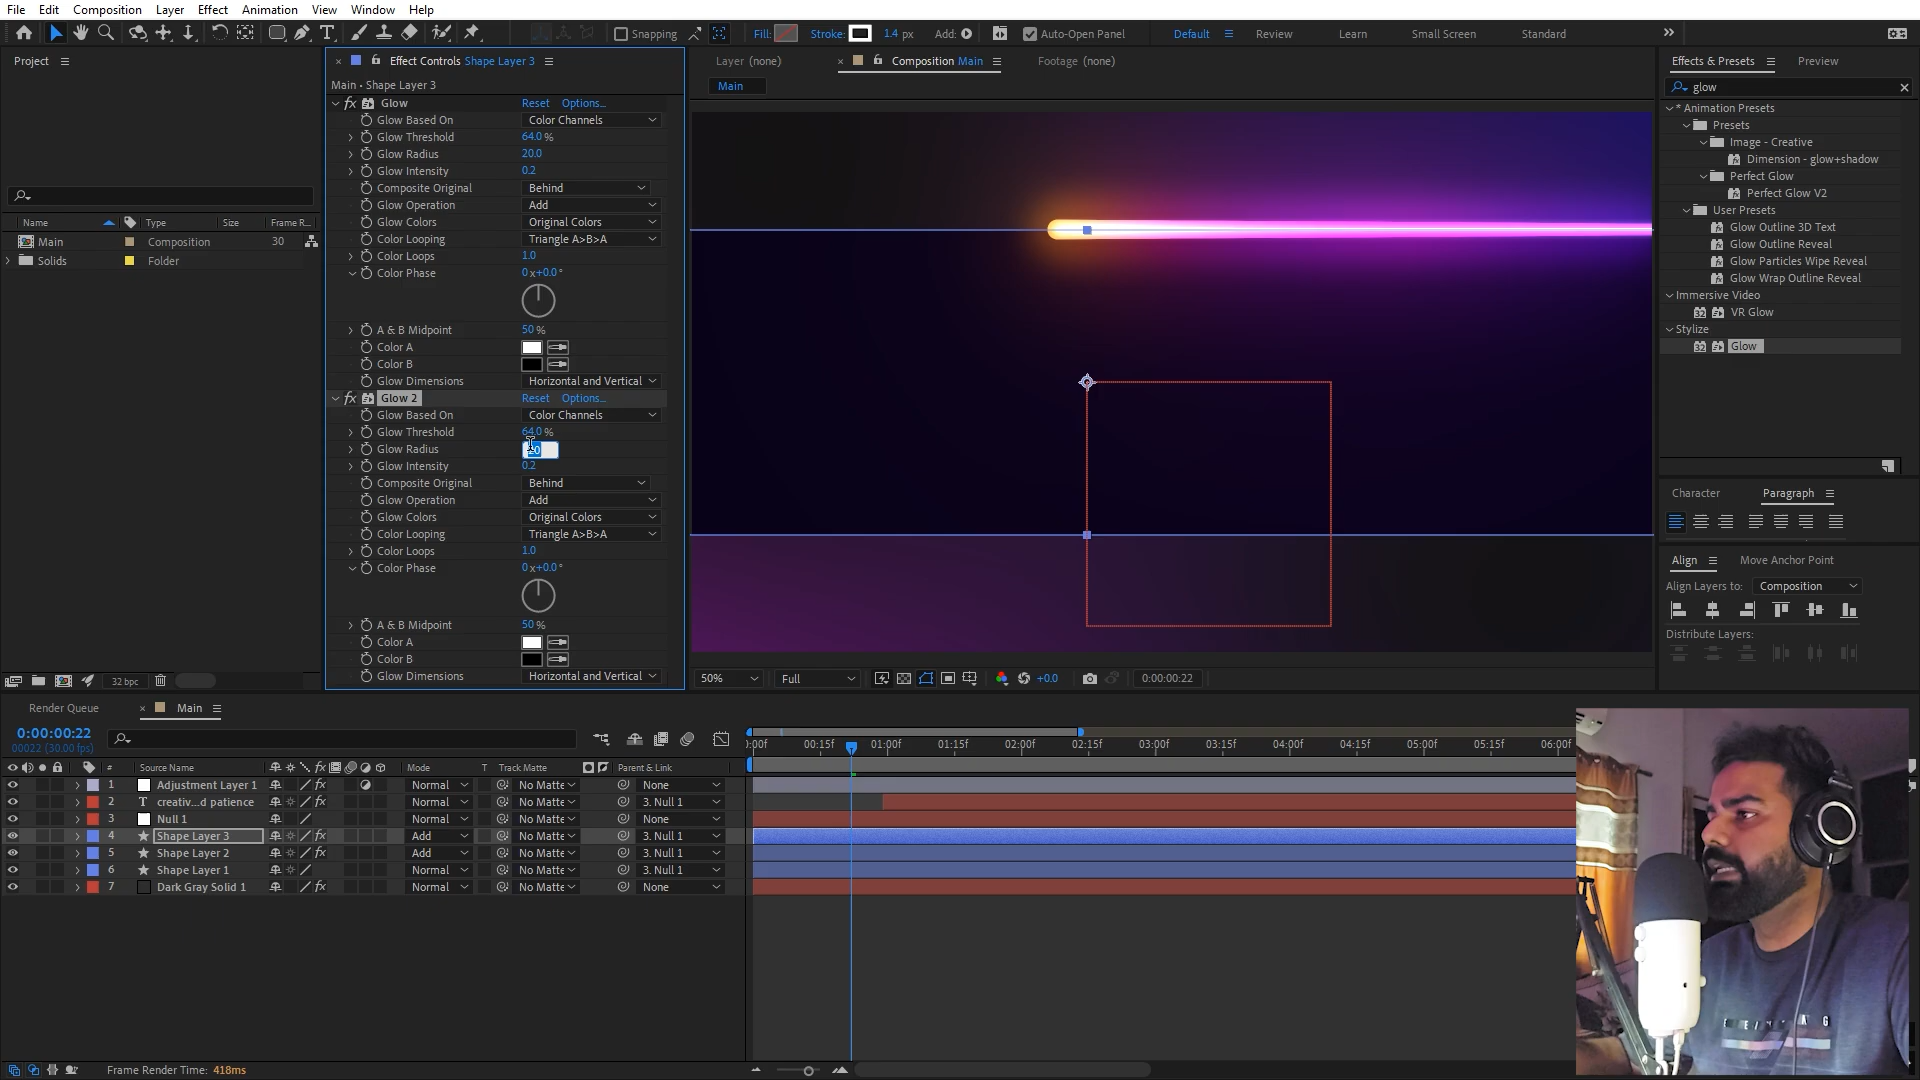 File Edit Composition Layer Effect Animation View Window Help
Snapping Fill: Stroke: 1.4 px Add: Auto-Open Panel Default Review Learn Small Screen Standard
Project
Name Type Size Frame R...
Main Composition 30
Solids Folder
32 bpc
Effect Controls Shape Layer 3
Main • Shape Layer 3
fx Glow Reset Options...
Glow Based On Color Channels
Glow Threshold 64.0 %
Glow Radius 20.0
Glow Intensity 0.2
Composite Original Behind
Glow Operation Add
Glow Colors Original Colors
Color Looping Triangle A>B>A
Color Loops 1.0
Color Phase 0 x+0.0 °
A & B Midpoint 50 %
Color A
Color B
Glow Dimensions Horizontal and Vertical
fx Glow 2 Reset Options...
Glow Based On Color Channels
Glow Threshold 64.0 %
Glow Radius
Glow Intensity 0.2
Composite Original Behind
Glow Operation Add
Glow Colors Original Colors
Color Looping Triangle A>B>A
Color Loops 1.0
Color Phase 0 x+0.0 °
A & B Midpoint 50 %
Color A
Color B
Glow Dimensions Horizontal and Vertical
Layer (none) Composition Main Footage (none)
Main
50% Full +0.0 0:00:00:22
Effects & Presets Preview
glow
* Animation Presets
Presets
Image - Creative
Dimension - glow+shadow
Perfect Glow
Perfect Glow V2
User Presets
Glow Outline 3D Text
Glow Outline Reveal
Glow Particles Wipe Reveal
Glow Wrap Outline Reveal
Immersive Video
32 VR Glow
Stylize
32 Glow
Character Paragraph
Align Move Anchor Point
Align Layers to: Composition
Distribute Layers:
Render Queue Main
0:00:00:22
00022 (30.00 fps)
# Source Name fx Mode T Track Matte Parent & Link
1 Adjustment Layer 1 fx Normal No Matte None
2 T creativ...d patience fx Normal No Matte 3. Null 1
3 Null 1 Normal No Matte None
4 Shape Layer 3 fx Add No Matte 3. Null 1
5 Shape Layer 2 fx Add No Matte 3. Null 1
6 Shape Layer 1 Normal No Matte 3. Null 1
7 Dark Gray Solid 1 fx Normal No Matte None
:00f 00:15f 01:00f 01:15f 02:00f 02:15f 03:00f 03:15f 04:00f 04:15f 05:00f 05:15f 06:00f
Frame Render Time: 418ms